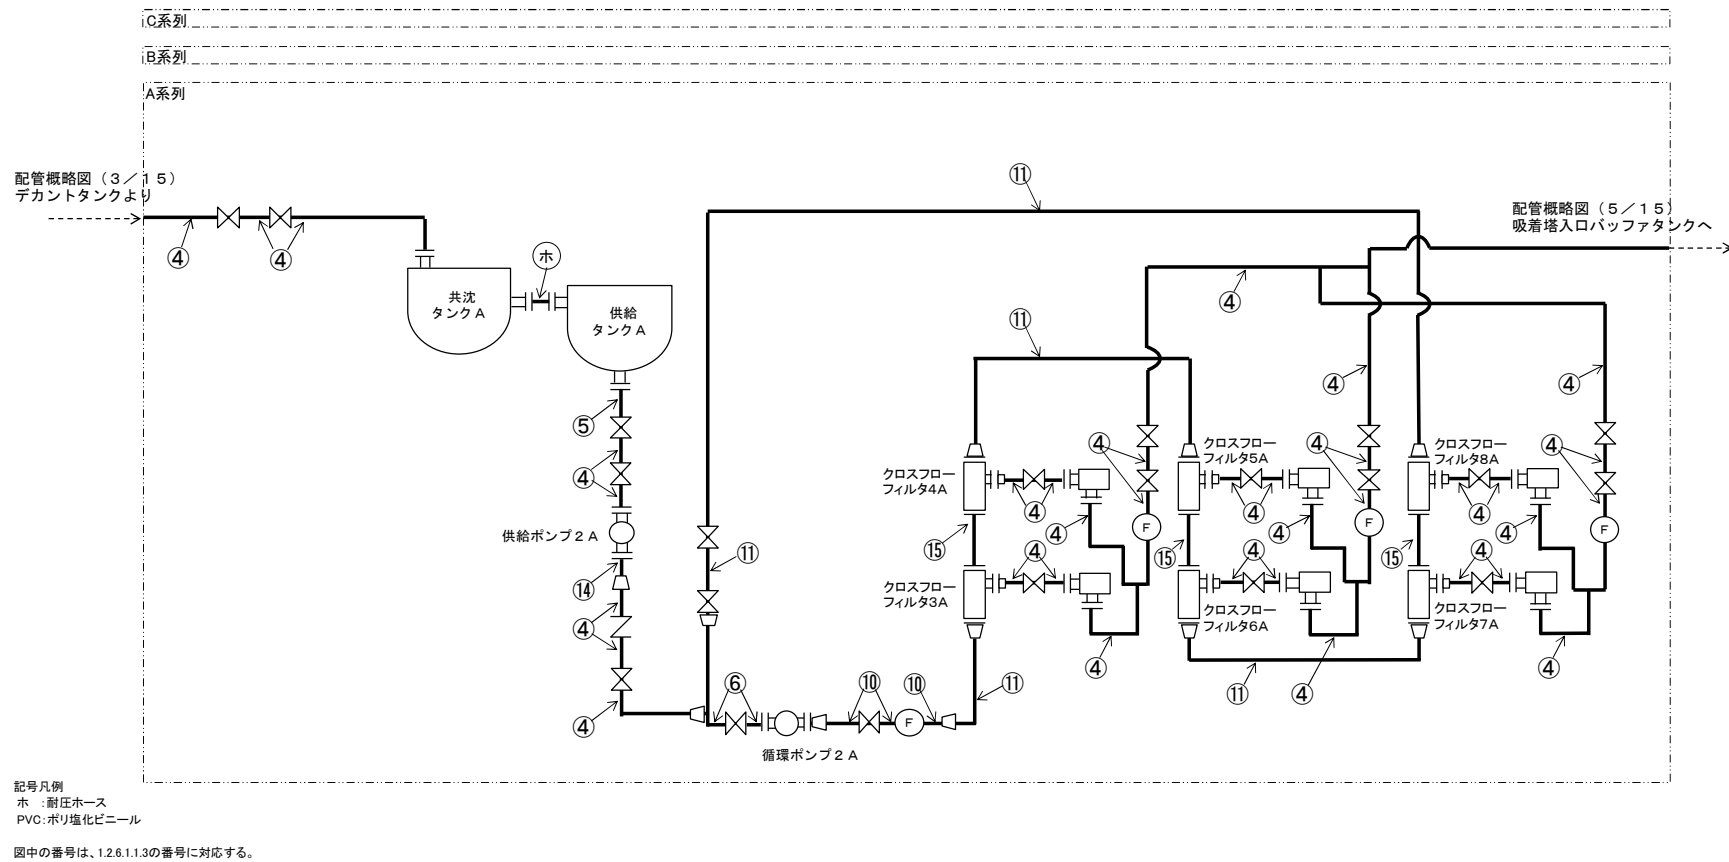 C系列
B系列
A系列
配管概略図（3／15）
デカントタンクより
④
④
共沈
タンクA
ホ
供給
タンクA
⑤
④
供給ポンプ2A
⑭
④
④
⑪
⑥
循環ポンプ2A
⑩
⑩
⑪
⑪
⑪
④
配管概略図（5／15）
吸着塔入口バッファタンクへ
④
④
クロスフロー
フィルタ4A
④
④
④
F
⑮
クロスフロー
フィルタ3A
④
④
クロスフロー
フィルタ5A
④
④
④
F
⑮
④
クロスフロー
フィルタ6A
④
⑪
クロスフロー
フィルタ8A
④
④
④
F
⑮
④
クロスフロー
フィルタ7A
④
F
記号凡例
ホ ：耐圧ホース
PVC：ポリ塩化ビニール
図中の番号は、1.2.6.1.1.3の番号に対応する。